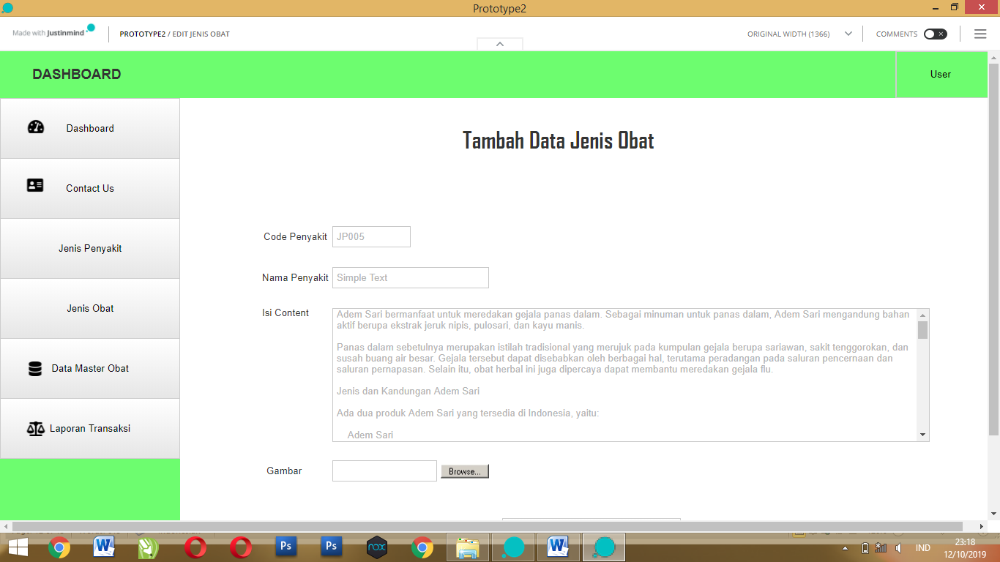 Prototype2
Made with Justinmind
PROTOTYPE2 / EDIT JENIS OBAT
ORIGINAL WIDTH (1366)
COMMENTS
DASHBOARD
User
Dashboard
Contact Us
Jenis Penyakit
Jenis Obat
Data Master Obat
Laporan Transaksi
Tambah Data Jenis Obat
Code Penyakit JP005
Nama Penyakit Simple Text
Isi Content
Adem Sari bermanfaat untuk meredakan gejala panas dalam. Sebagai minuman untuk panas dalam, Adem Sari mengandung bahan
aktif berupa ekstrak jeruk nipis, pulosari, dan kayu manis.
Panas dalam sebetulnya merupakan istilah tradisional yang merujuk pada kumpulan gejala berupa sariawan, sakit tenggorokan, dan
susah buang air besar. Gejala tersebut dapat disebabkan oleh berbagai hal, terutama peradangan pada saluran pencernaan dan
saluran pernapasan. Selain itu, obat herbal ini juga dipercaya dapat membantu meredakan gejala flu.
Jenis dan Kandungan Adem Sari
Ada dua produk Adem Sari yang tersedia di Indonesia, yaitu:
Adem Sari
Gambar Browse...
W
Ps
Ps
nox
W
IND
23:18
12/10/2019